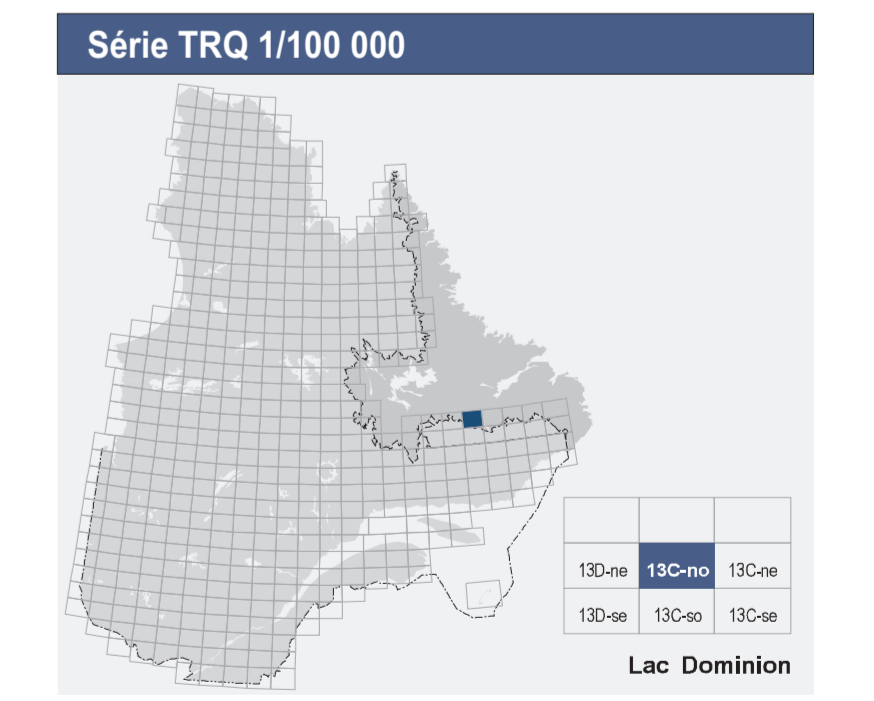 Série TRQ 1/100 000
13D-ne 13C-no 13C-ne
13D-se 13C-so 13C-se
Lac Dominion